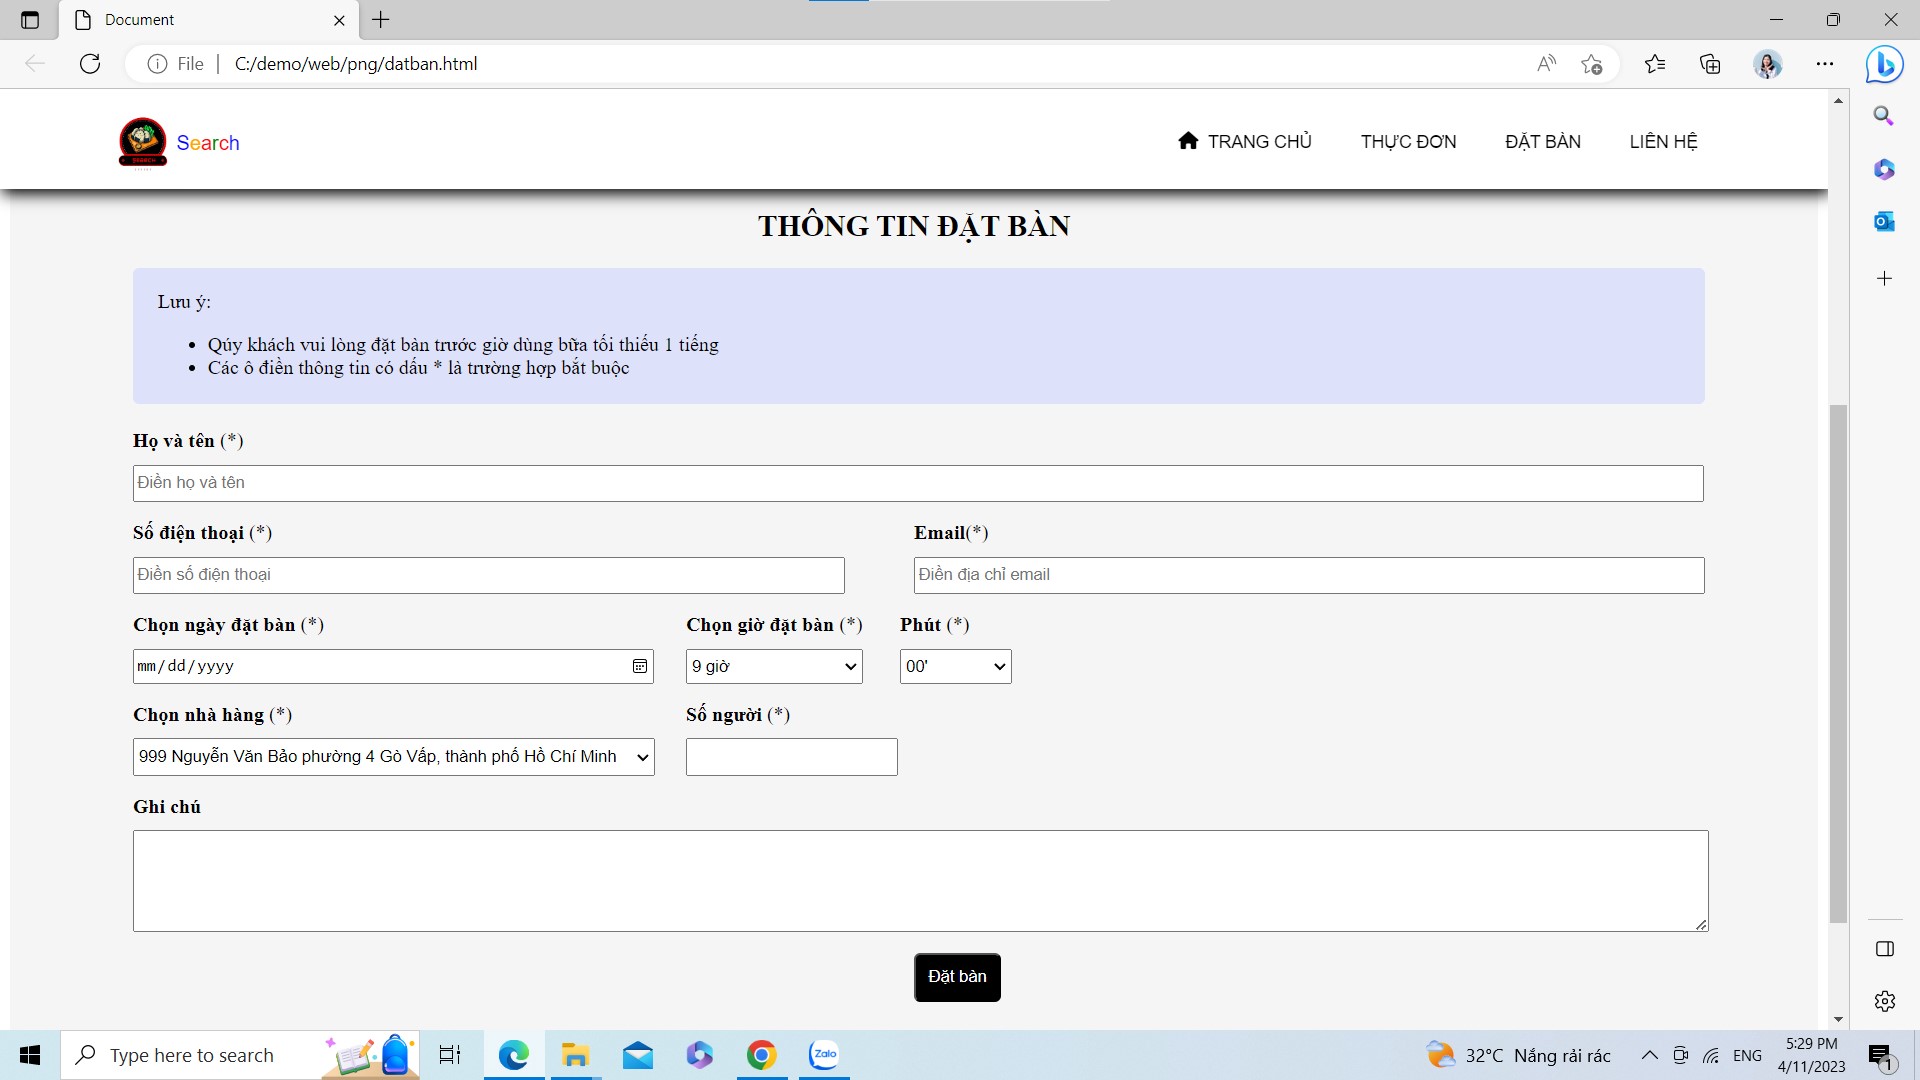 Document
File
C:/demo/web/png/datban.html
Search
TRANG CHỦ
THỰC ĐƠN
ĐẶT BÀN
LIÊN HỆ
THÔNG TIN ĐẶT BÀN
Lưu ý:
Qúy khách vui lòng đặt bàn trước giờ dùng bữa tối thiếu 1 tiếng
Các ô điền thông tin có dấu * là trường hợp bắt buộc
Họ và tên (*)
Điền họ và tên
Số điện thoại (*)
Email(*)
Điền số điện thoại
Điền địa chỉ email
Chọn ngày đặt bàn (*)
Chọn giờ đặt bàn (*)
Phút (*)
mm/dd/yyyy
9 giờ
00'
Chọn nhà hàng (*)
Số người (*)
999 Nguyễn Văn Bảo phường 4 Gò Vấp, thành phố Hồ Chí Minh
Ghi chú
Đặt bàn
Type here to search
Zalo
32°C Nắng rải rác
ENG
5:29 PM
4/11/2023
1